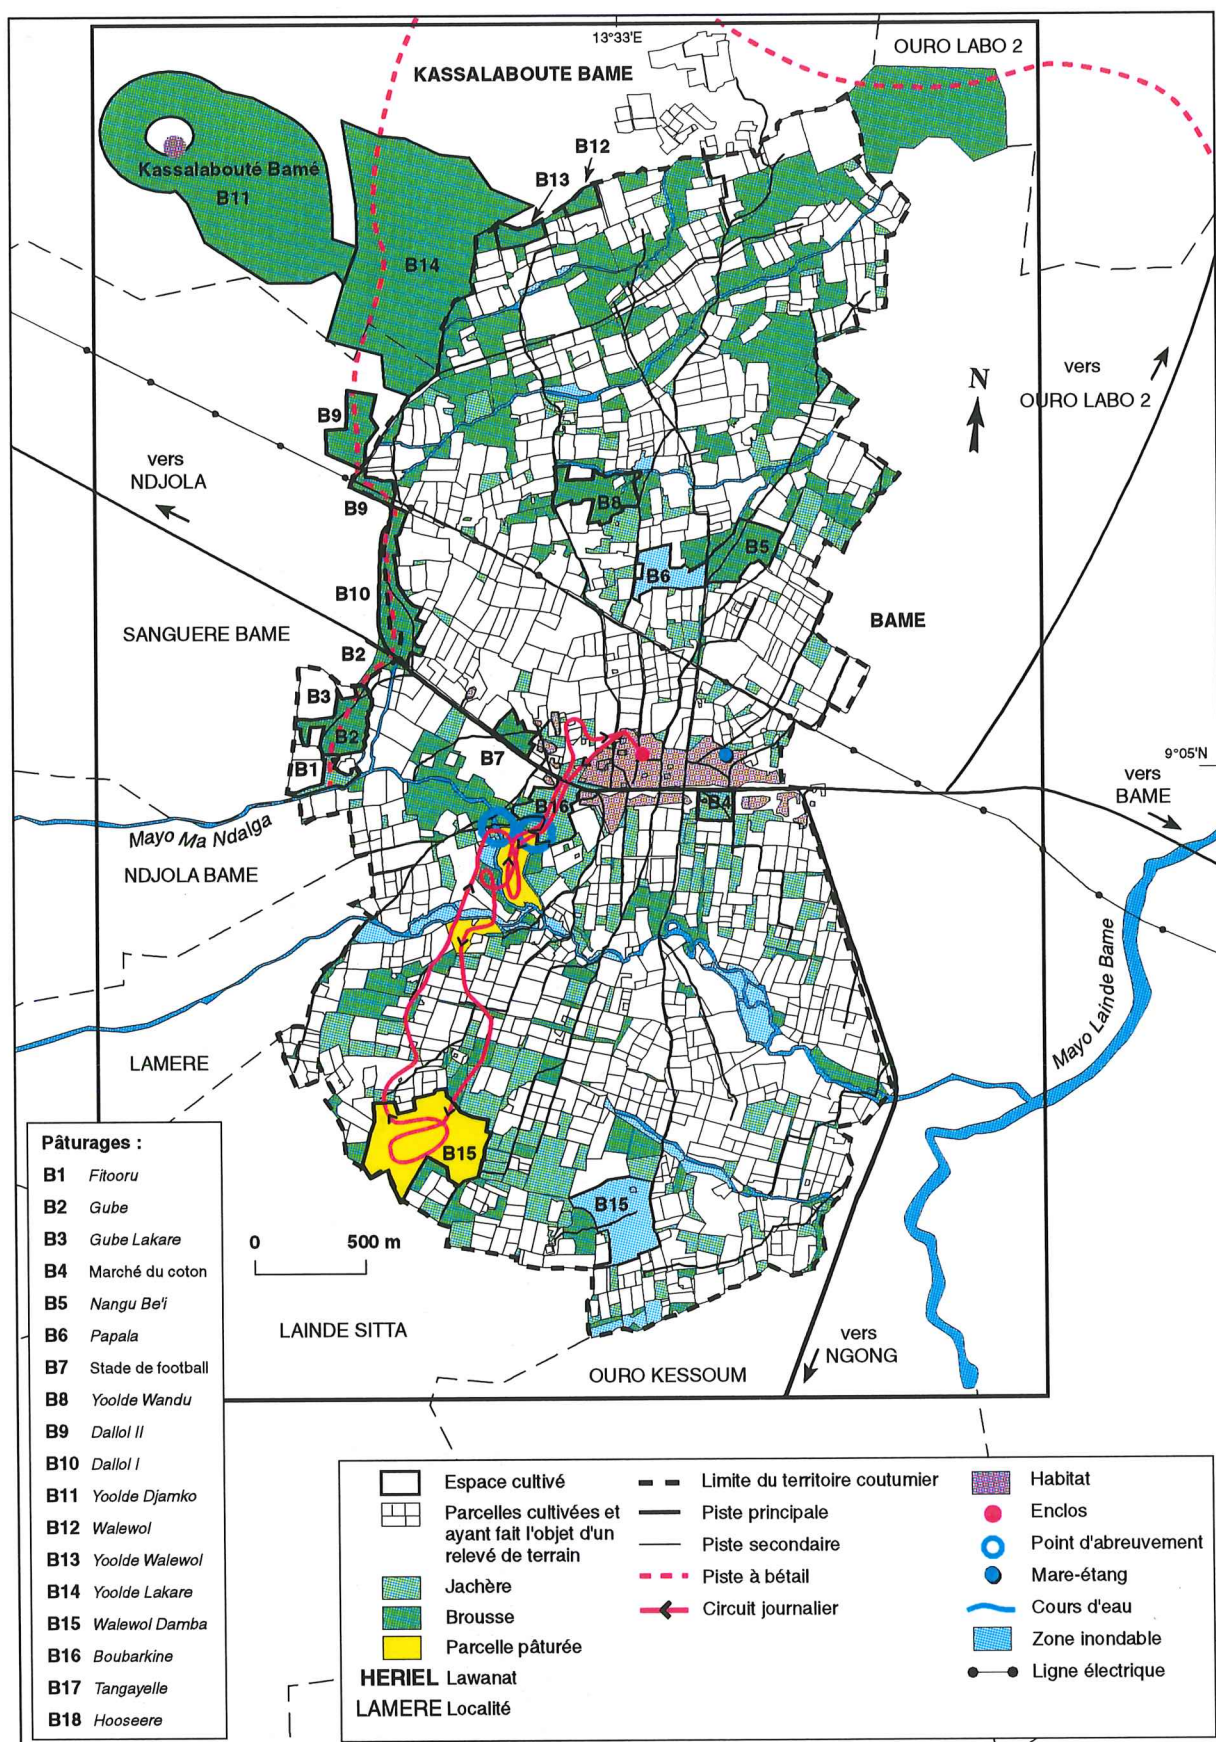 13°33'E
OURO LABO 2
KASSALABOUTE BAME
B12
B13
Kassalabouté Bamé
B11
B14
N
vers
OURO LABO 2
B9
vers
NDJOLA
B9
B8
B5
B6
B10
BAME
SANGUERE BAME
B2
B3
B2
B7
B1
9°05'N
vers
BAME
B16
B4
Mayo Ma Ndalga
NDJOLA BAME
Mayo Lainde Bame
LAMERE
B15
B15
0 500 m
LAINDE SITTA
vers
NGONG
OURO KESSOUM
Pâturages :
B1 Fitooru
B2 Gube
B3 Gube Lakare
B4 Marché du coton
B5 Nangu Be'i
B6 Papala
B7 Stade de football
B8 Yoolde Wandu
B9 Dallol II
B10 Dallol I
B11 Yoolde Djamko
B12 Walewol
B13 Yoolde Walewol
B14 Yoolde Lakare
B15 Walewol Damba
B16 Boubarkine
B17 Tangayelle
B18 Hooseere
Espace cultivé
Parcelles cultivées et
ayant fait l'objet d'un
relevé de terrain
Jachère
Brousse
Parcelle pâturée
HERIEL Lawanat
LAMERE Localité
Limite du territoire coutumier
Piste principale
Piste secondaire
Piste à bétail
Circuit journalier
Habitat
Enclos
Point d'abreuvement
Mare-étang
Cours d'eau
Zone inondable
Ligne électrique